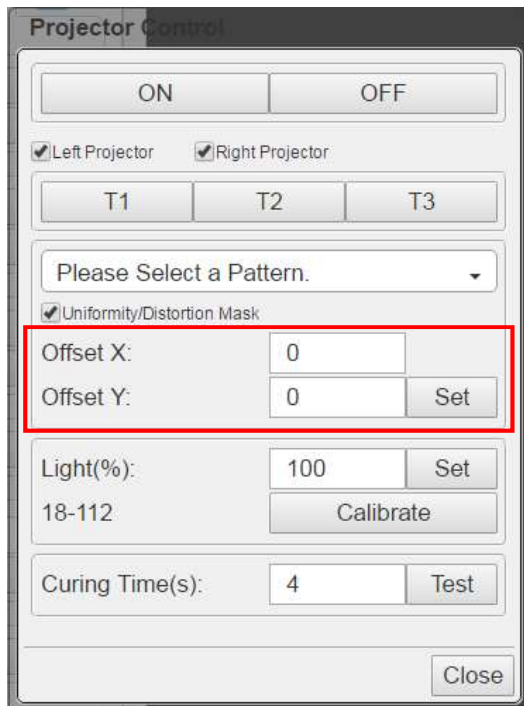 Projector Control
ON OFF
Left Projector Right Projector
T1 T2 T3
Please Select a Pattern.
Uniformity/Distortion Mask
Offset X: 0
Offset Y: 0 Set
Light(%): 100 Set
18-112 Calibrate
Curing Time(s): 4 Test
Close